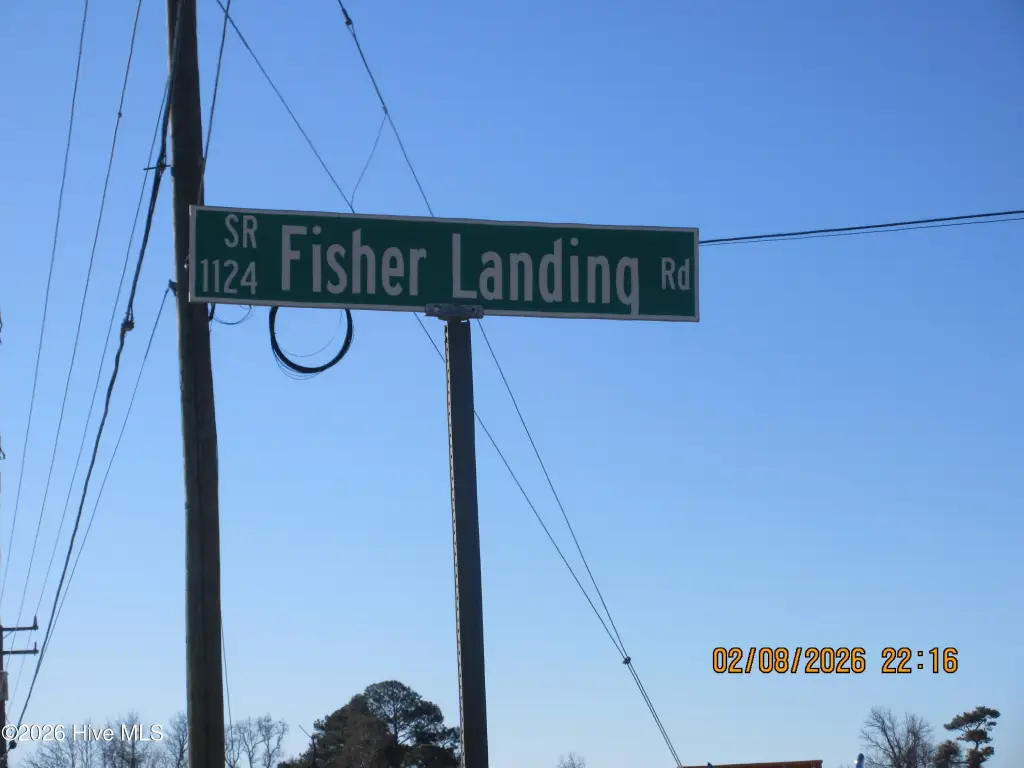 SR
1124 Fisher Landing Rd
02/08/2026 22:16
©2026 Hive MLS